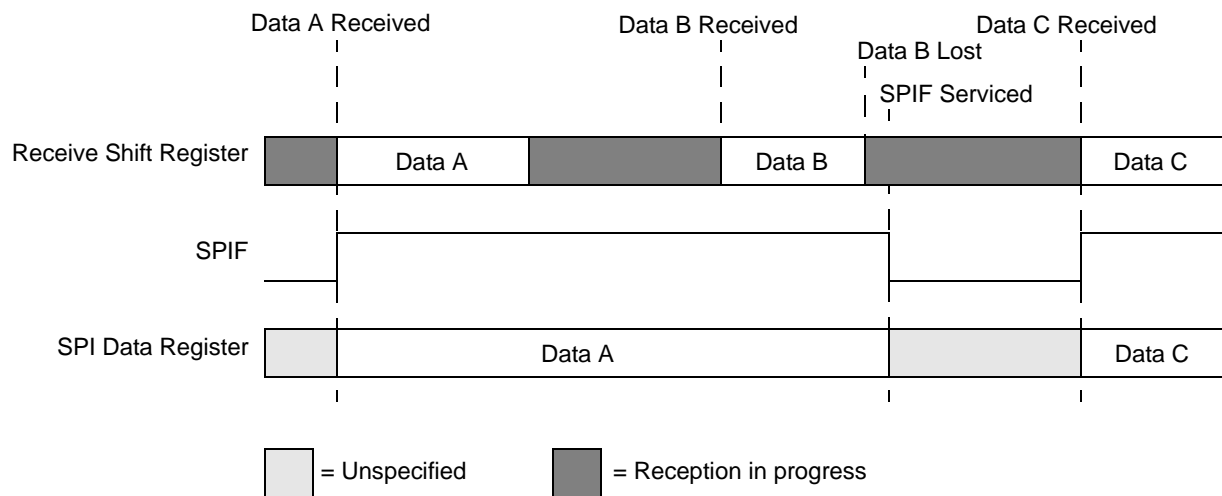 Data A Received
Data B Received
Data C Received
Data B Lost
SPIF Serviced
Receive Shift Register
Data A
Data B
Data C
SPIF
SPI Data Register
Data A
Data C
= Unspecified
= Reception in progress